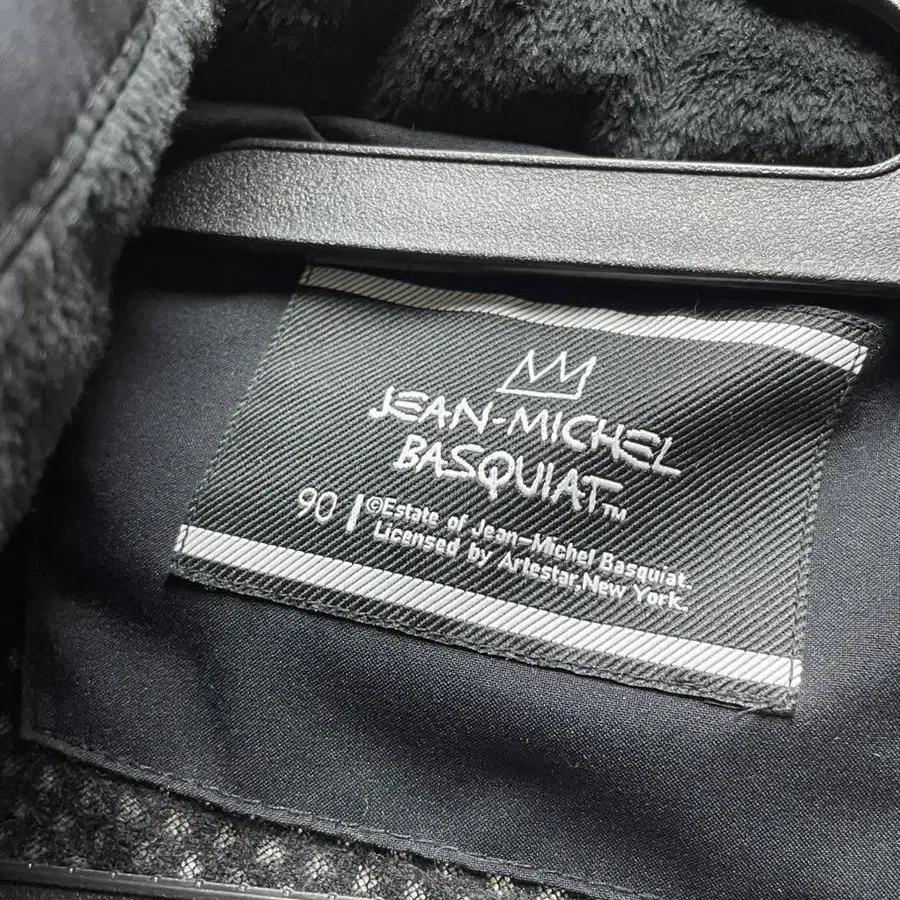 JEAN-MICHEL
BASQUIAT™
90 | ©Estate of Jean-Michel Basquiat.
Licensed by Artestar,New York.